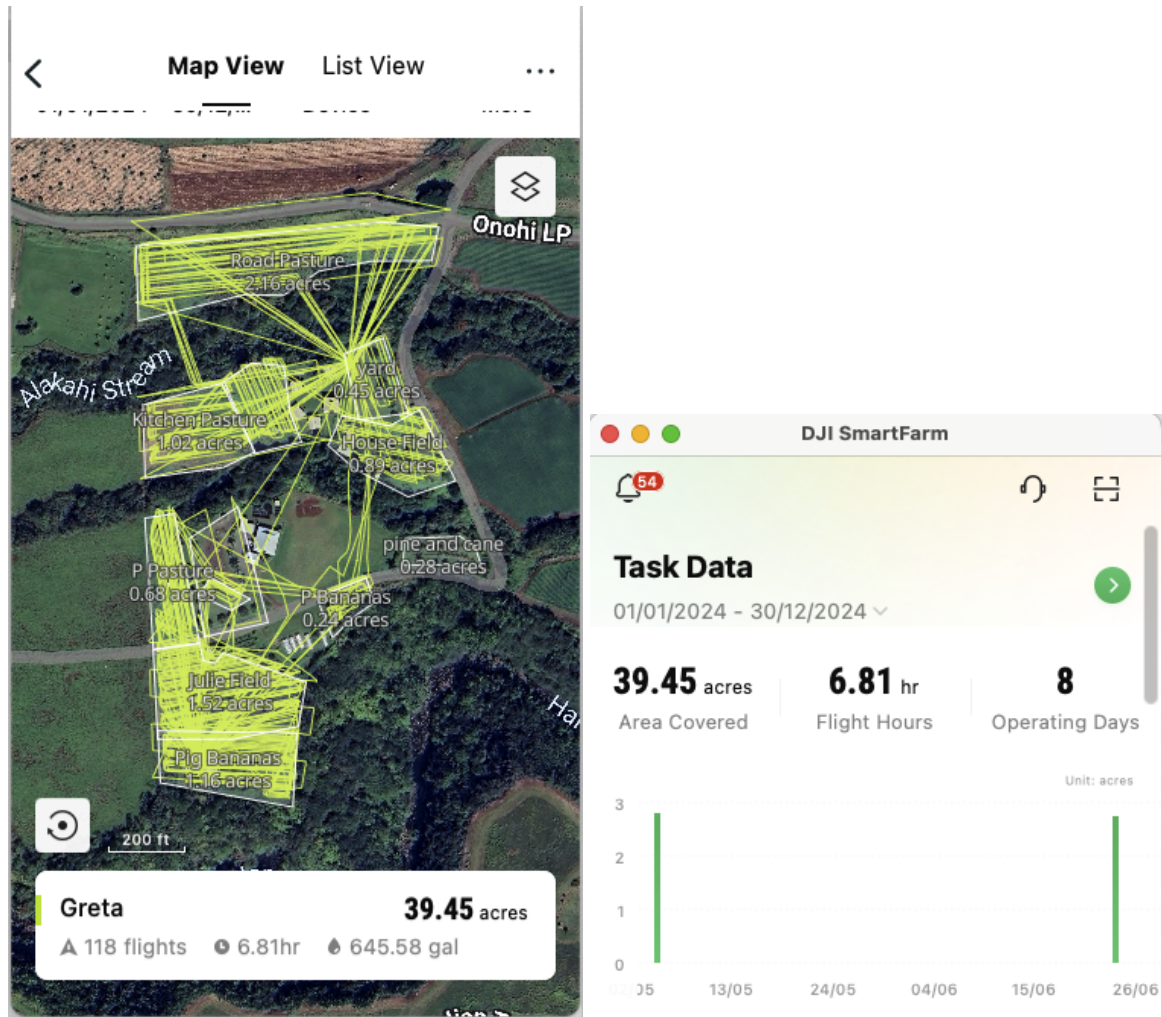 Map View List View
Onohi LP
Road Pasture
2.16 acres
Alakahi Stream
yard
0.45 acres
Kitchen Pasture
1.02 acres
House Field
0.89 acres
pine and cane
0.28 acres
P Pasture
0.68 acres
P Bananas
0.24 acres
Julie Field
1.52 acres
Pig Bananas
1.16 acres
200 ft
Greta 39.45 acres
118 flights 6.81hr 645.58 gal
DJI SmartFarm
54
Task Data
01/01/2024 - 30/12/2024
39.45 acres 6.81 hr 8
Area Covered Flight Hours Operating Days
Unit: acres
3
2
1
0
13/05 24/05 04/06 15/06 26/06